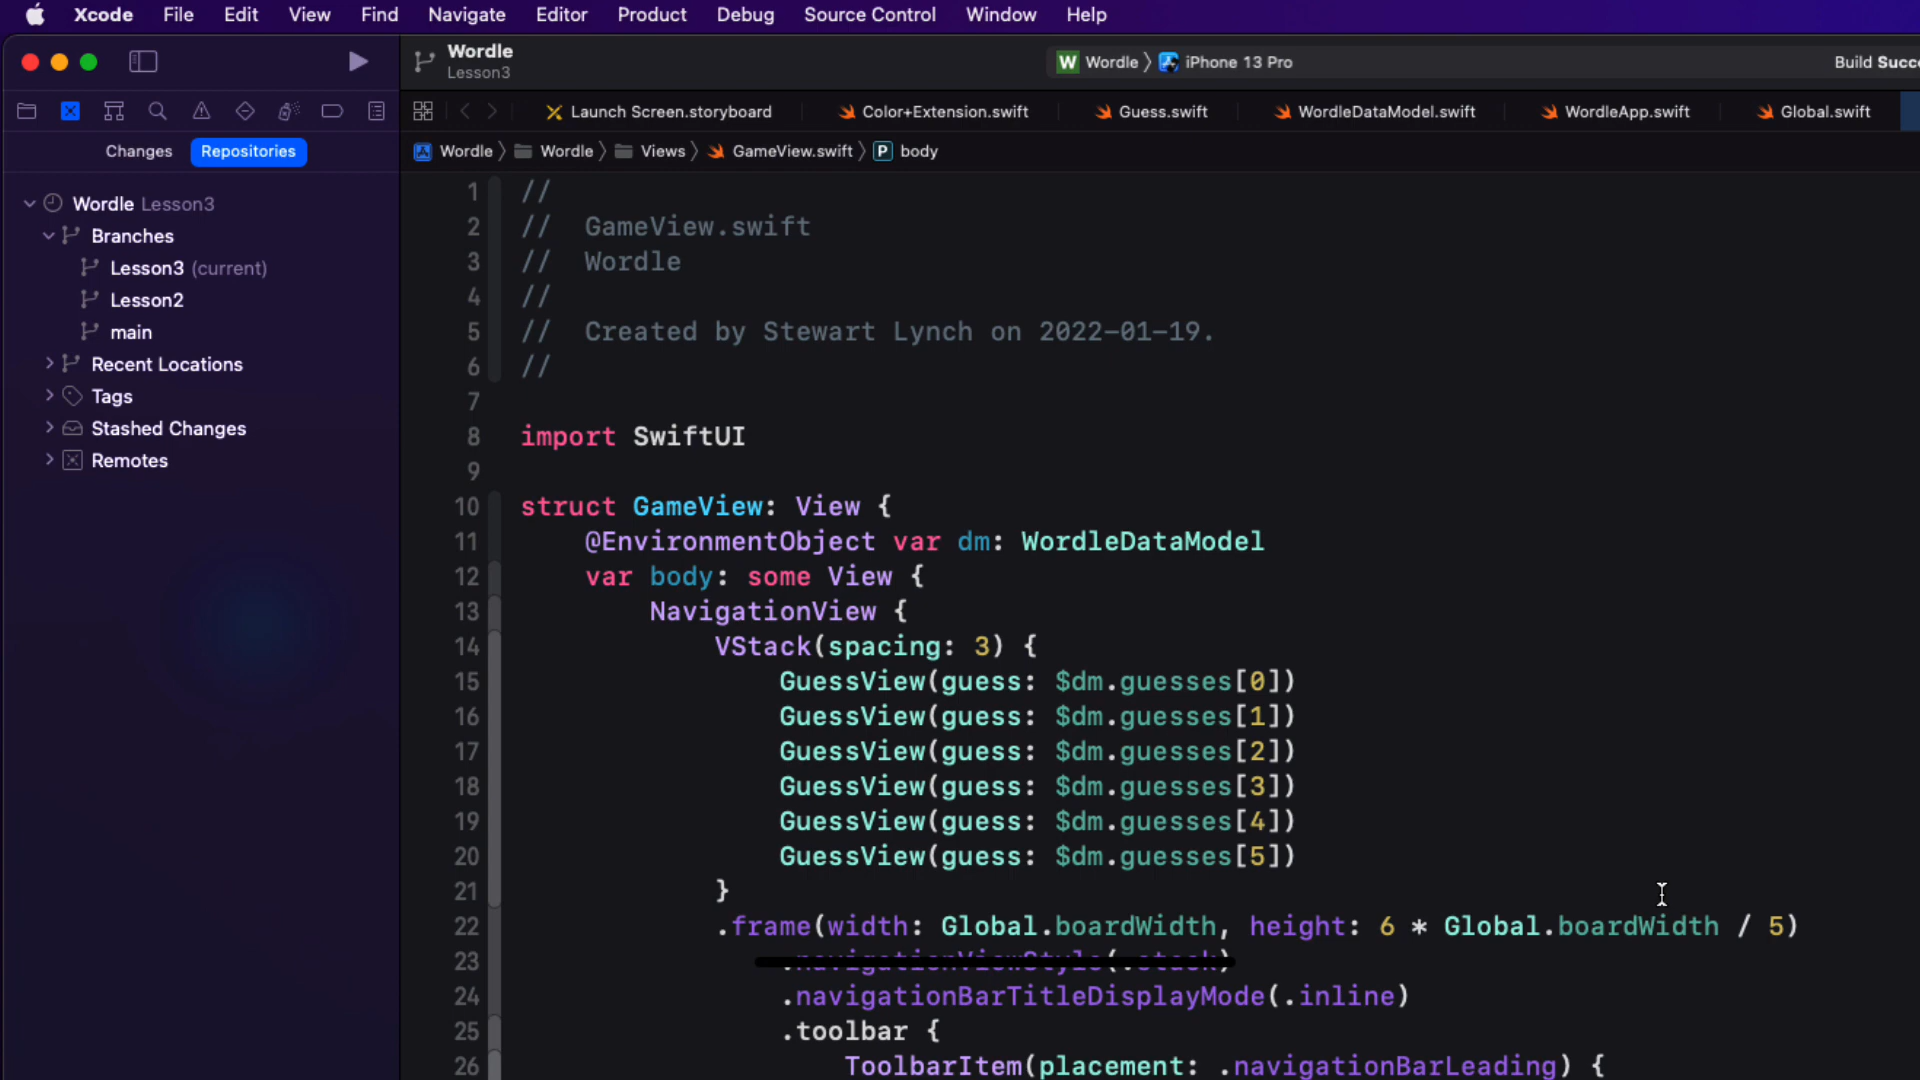 Xcode File Edit View Find Navigate Editor Product Debug Source Control Window Help
Wordle
Lesson3
W Wordle iPhone 13 Pro
Build Succe
Launch Screen.storyboard Color+Extension.swift Guess.swift WordleDataModel.swift WordleApp.swift Global.swift
Changes Repositories
Wordle Wordle Views GameView.swift P body
Wordle Lesson3
Branches
Lesson3 (current)
Lesson2
main
Recent Locations
Tags
Stashed Changes
Remotes
1 //
2 //  GameView.swift
3 //  Wordle
4 //
5 //  Created by Stewart Lynch on 2022-01-19.
6 //
7
8 import SwiftUI
9
10 struct GameView: View {
11     @EnvironmentObject var dm: WordleDataModel
12     var body: some View {
13         NavigationView {
14             VStack(spacing: 3) {
15                 GuessView(guess: $dm.guesses[0])
16                 GuessView(guess: $dm.guesses[1])
17                 GuessView(guess: $dm.guesses[2])
18                 GuessView(guess: $dm.guesses[3])
19                 GuessView(guess: $dm.guesses[4])
20                 GuessView(guess: $dm.guesses[5])
21             }
22             .frame(width: Global.boardWidth, height: 6 * Global.boardWidth / 5)
23                 .navigationViewStyle(.stack)
24                 .navigationBarTitleDisplayMode(.inline)
25                 .toolbar {
26                     ToolbarItem(placement: .navigationBarLeading) {